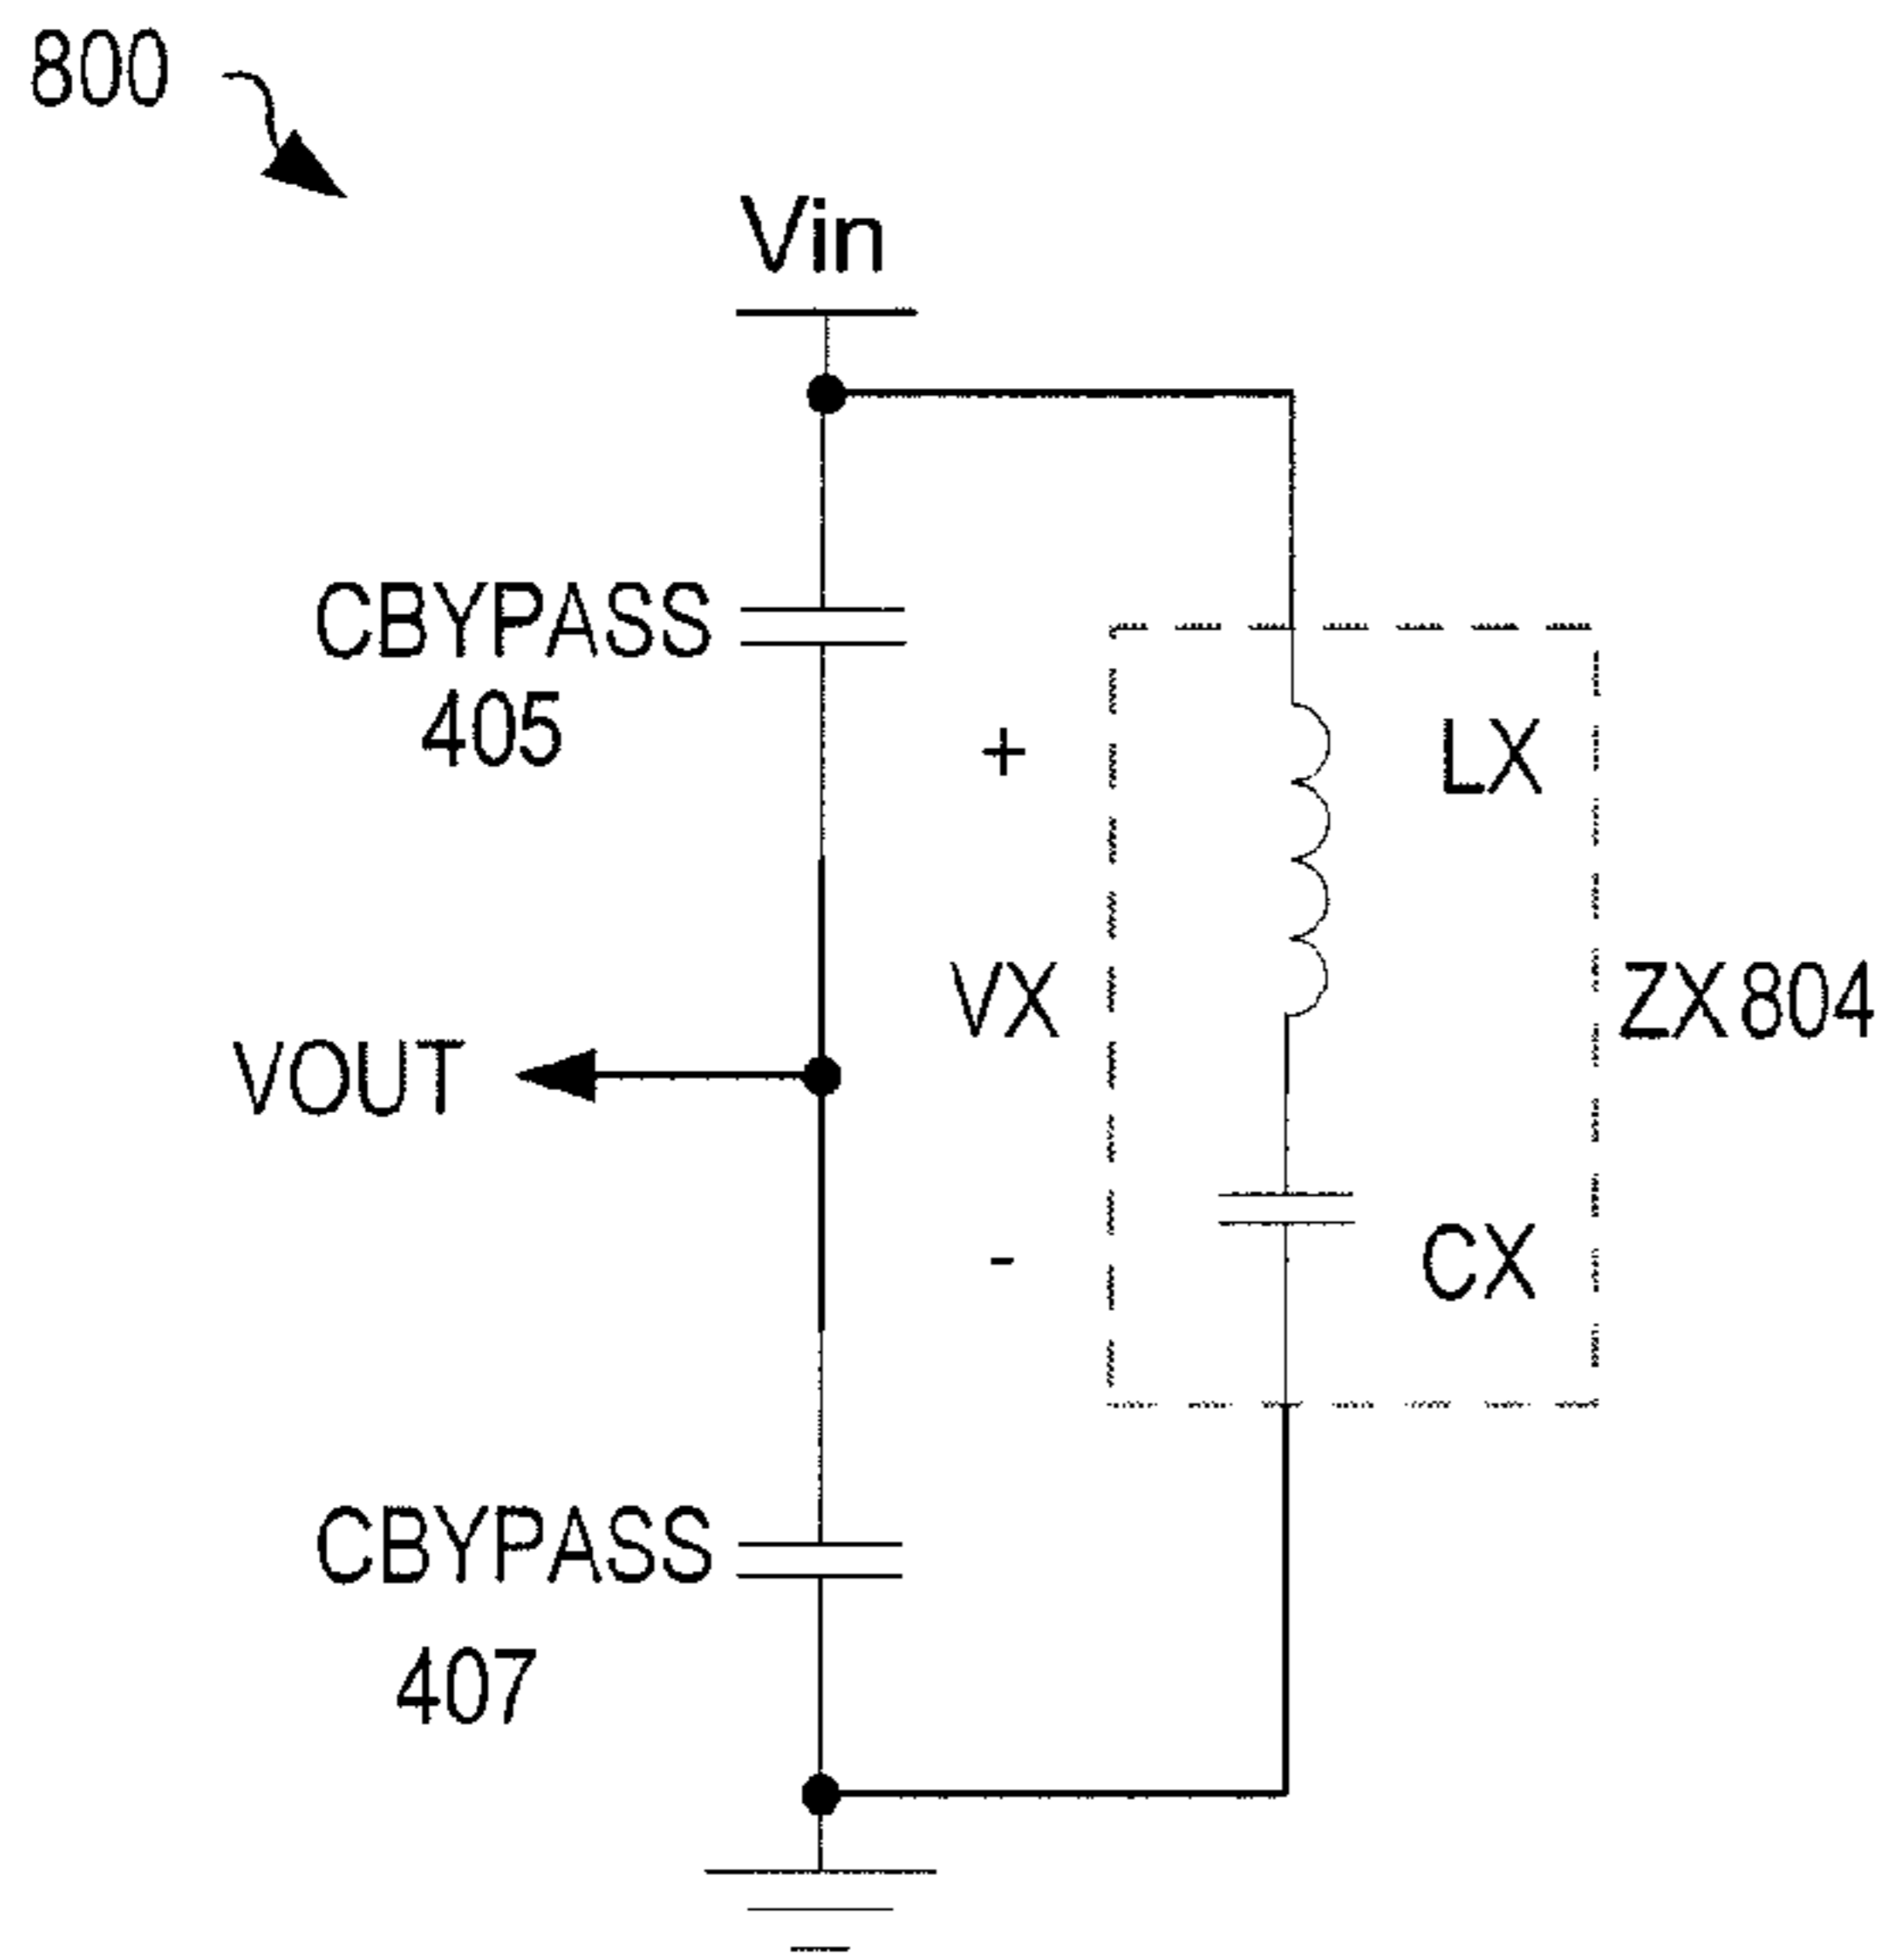 800
Vin
CBYPASS
405
+
LX
VX
ZX804
VOUT
-
CX
CBYPASS
407